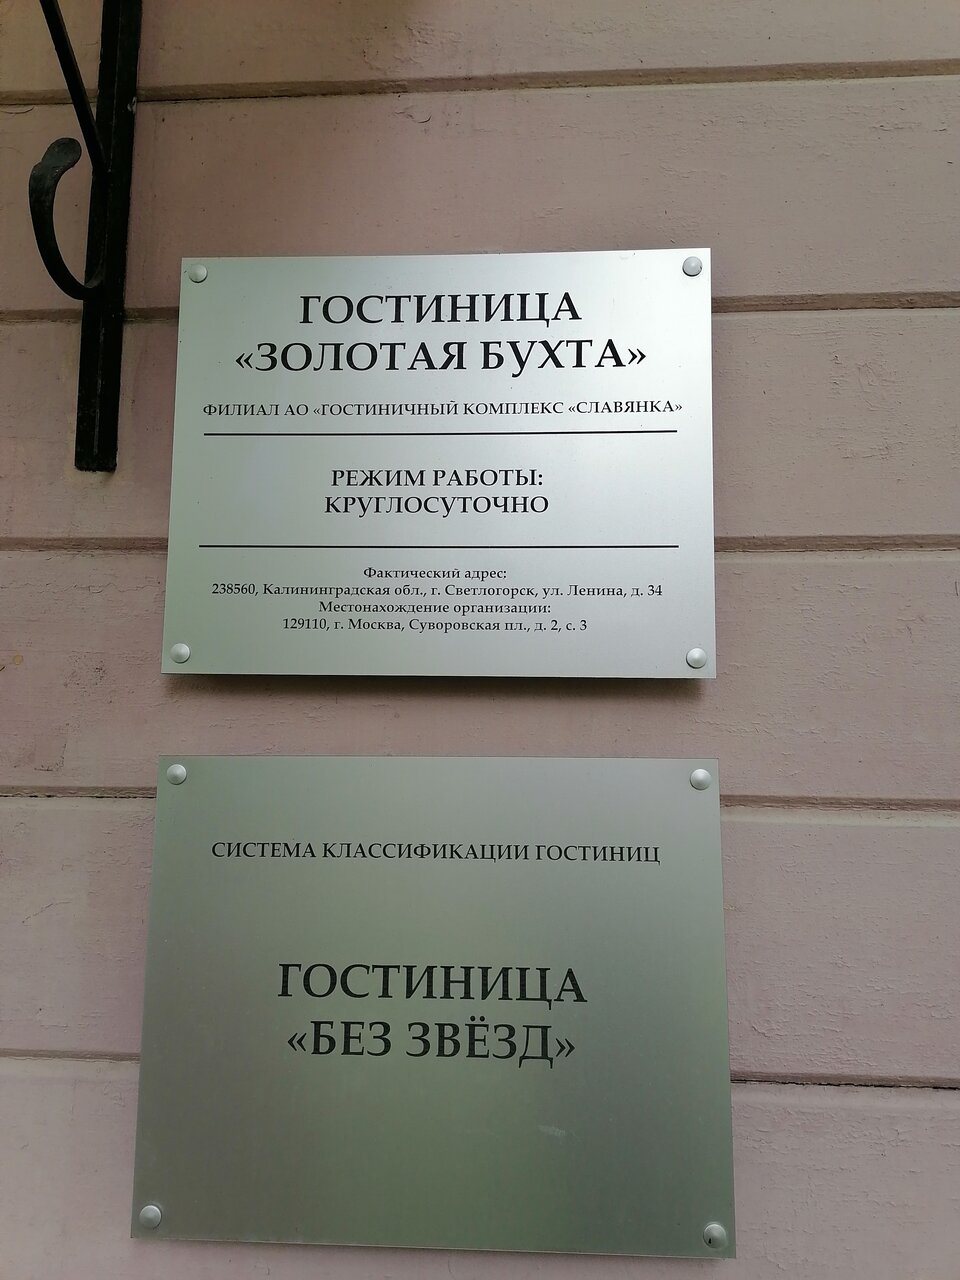 ГОСТИНИЦА
«ЗОЛОТАЯ БУХТА»
ФИЛИАЛ АО «ГОСТИНИЧНЫЙ КОМПЛЕКС «СЛАВЯНКА»
РЕЖИМ РАБОТЫ:
КРУГЛОСУТОЧНО
Фактический адрес:
238560, Калининградская обл., г. Светлогорск, ул. Ленина, д. 34
Местонахождение организации:
129110, г. Москва, Суворовская пл., д. 2, с. 3
СИСТЕМА КЛАССИФИКАЦИИ ГОСТИНИЦ
ГОСТИНИЦА
«БЕЗ ЗВЁЗД»